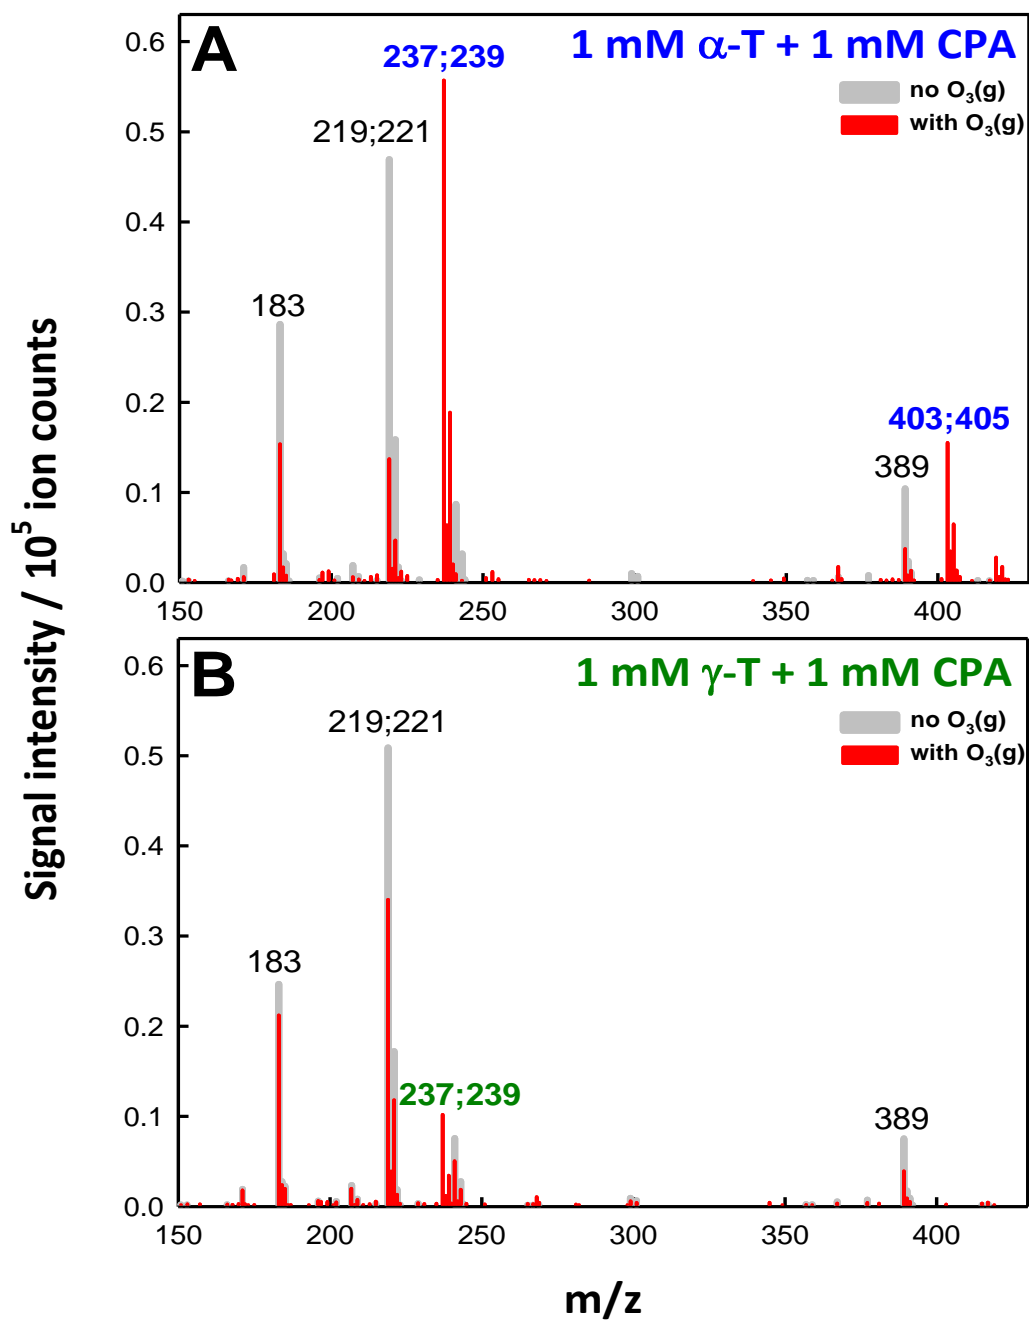 Signal intensity / 10⁵ ion counts
A
1 mM α-T + 1 mM CPA
no O₃(g)
with O₃(g)
237;239
219;221
183
403;405
389
0.6
0.5
0.4
0.3
0.2
0.1
0.0
150 200 250 300 350 400
B
1 mM γ-T + 1 mM CPA
no O₃(g)
with O₃(g)
219;221
183
237;239
389
0.6
0.5
0.4
0.3
0.2
0.1
0.0
150 200 250 300 350 400
m/z